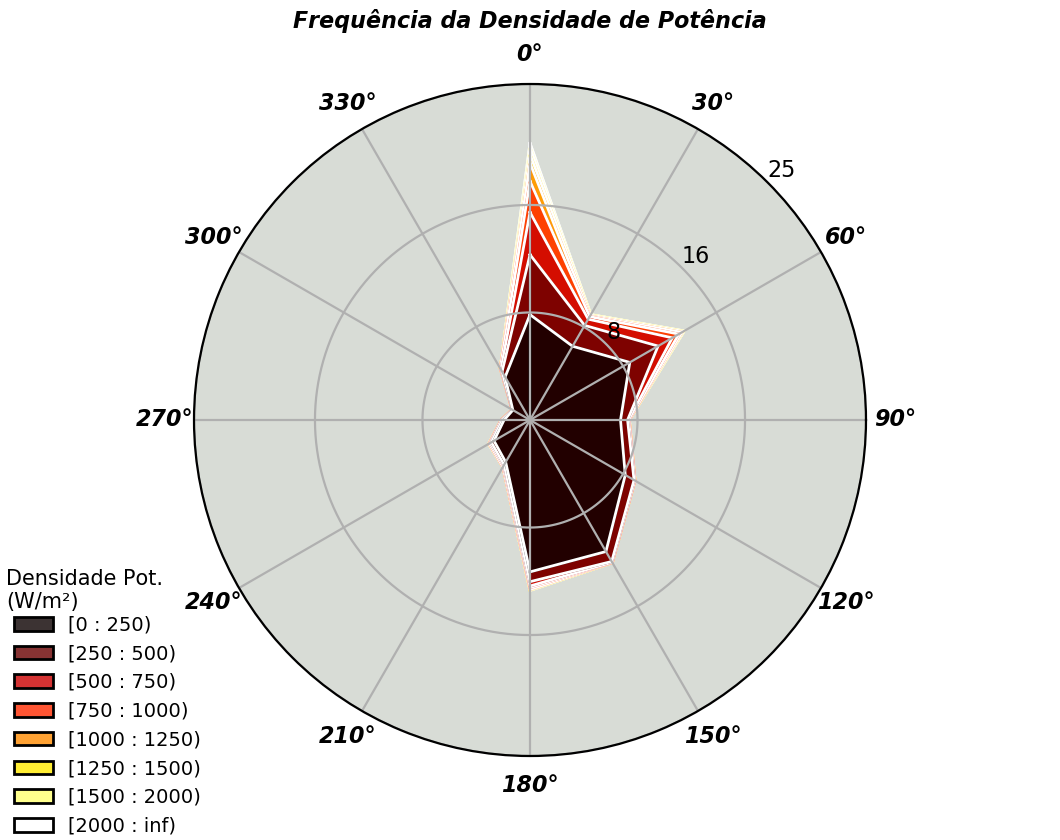 Frequência da Densidade de Potência
0°
330°
30°
25
300°
60°
16
8
270°
90°
240°
120°
210°
150°
180°
Densidade Pot.
(W/m²)
[0 : 250)
[250 : 500)
[500 : 750)
[750 : 1000)
[1000 : 1250)
[1250 : 1500)
[1500 : 2000)
[2000 : inf)